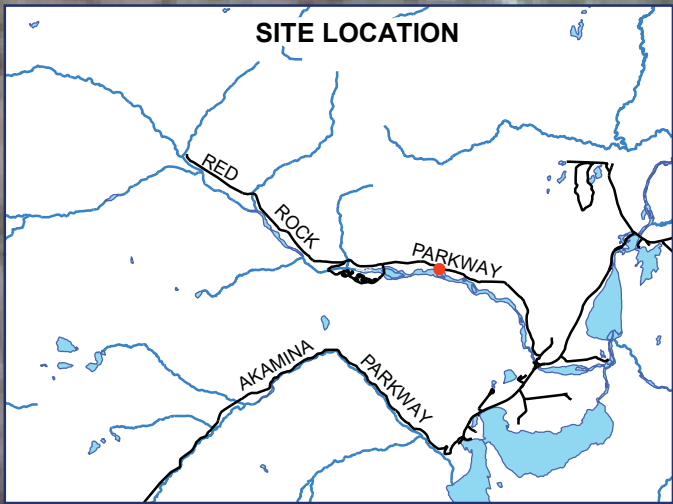 SITE LOCATION
RED
ROCK
PARKWAY
AKAMINA
PARKWAY